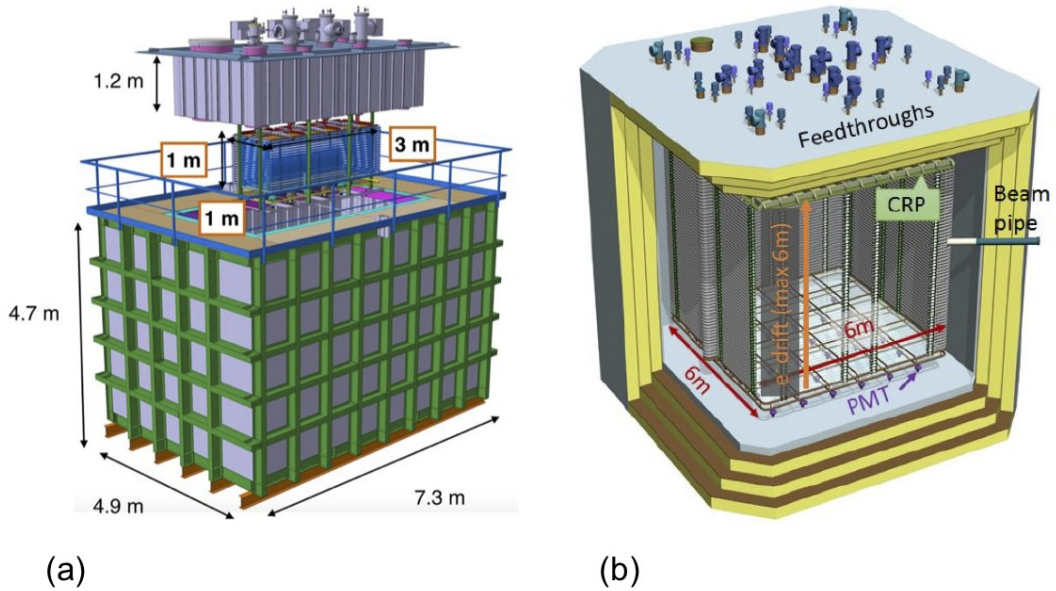 1.2 m
1 m
3 m
1 m
4.7 m
4.9 m
7.3 m
(a)
Feedthroughs
CRP
Beam
pipe
e⁻ drift (max 6m)
6m
6m
PMT
(b)